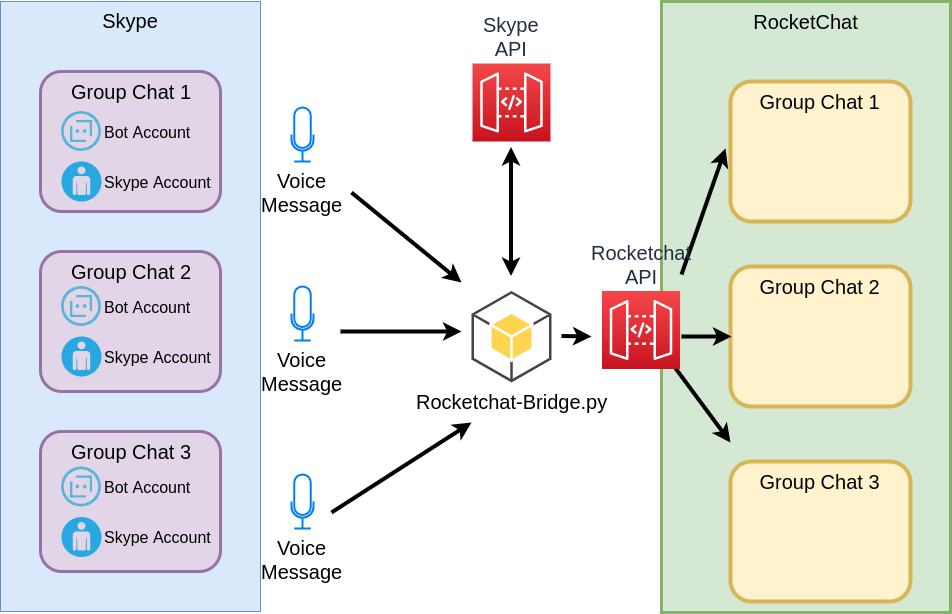 Skype
Group Chat 1
Bot Account
Skype Account
Group Chat 2
Bot Account
Skype Account
Group Chat 3
Bot Account
Skype Account
Voice
Message
Voice
Message
Voice
Message
Skype
API
Rocketchat-Bridge.py
Rocketchat
API
RocketChat
Group Chat 1
Group Chat 2
Group Chat 3